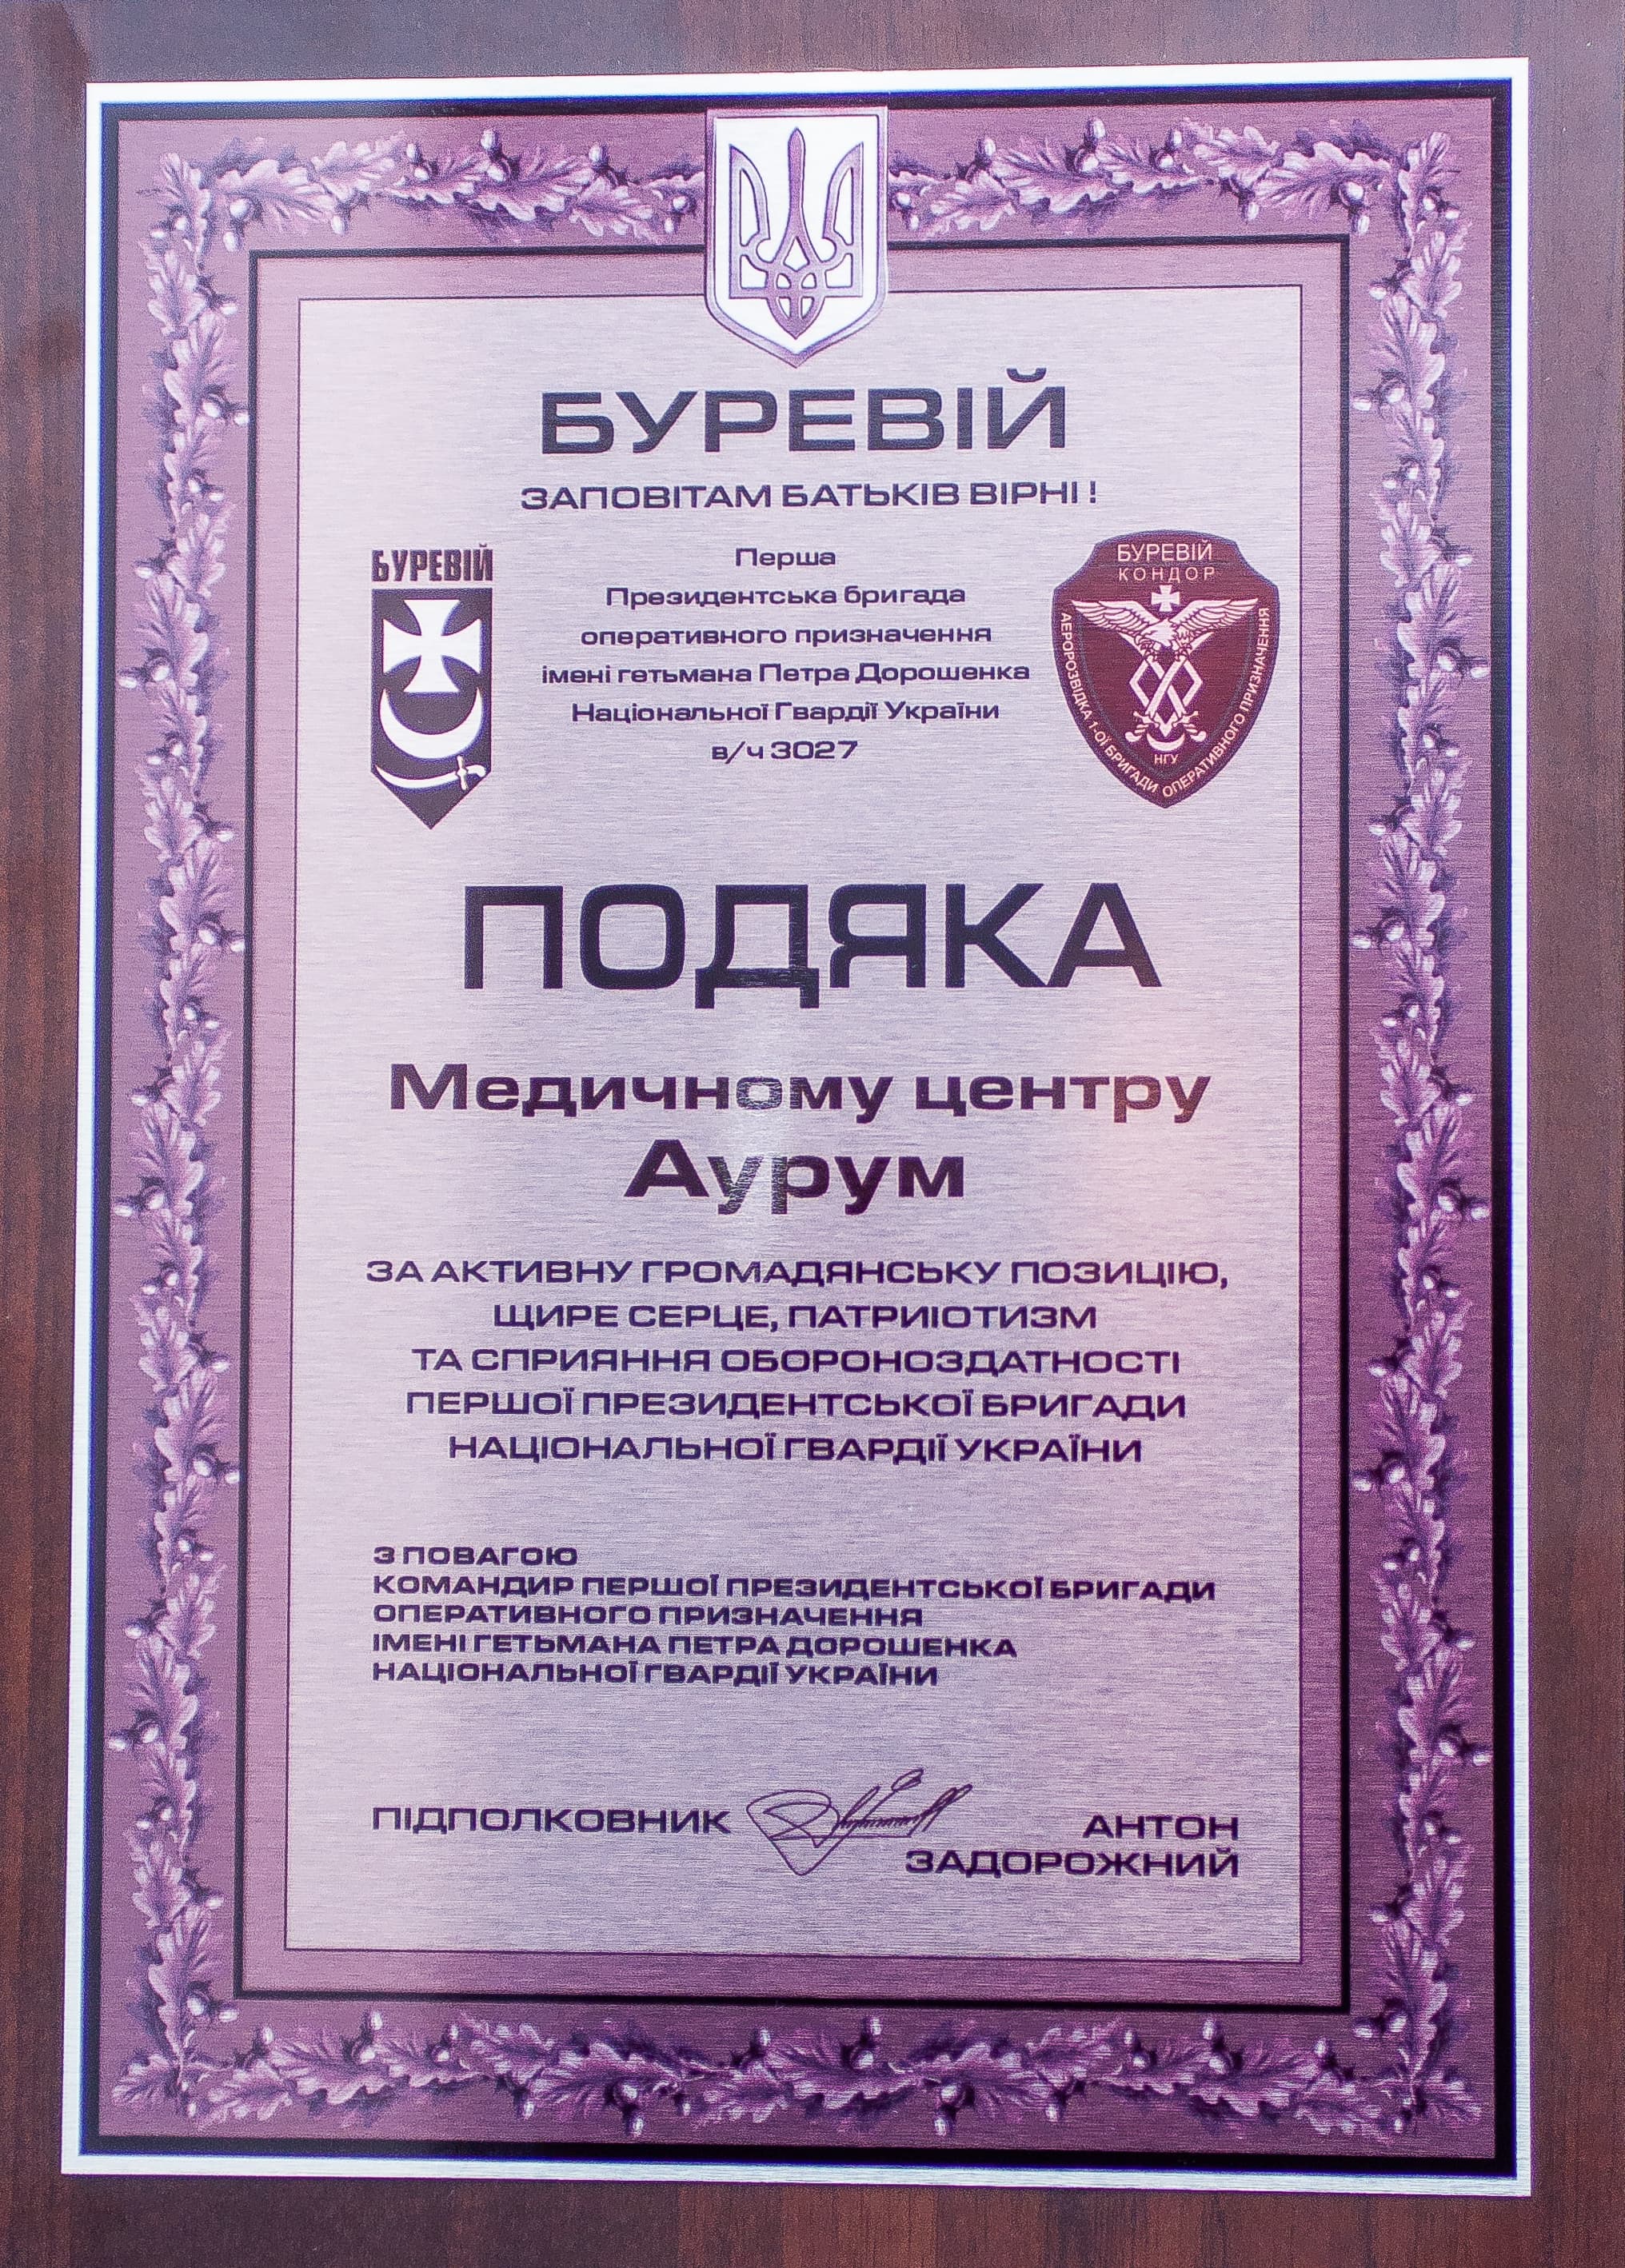 БУРЕВІЙ
ЗАПОВІТАМ БАТЬКІВ ВІРНІ !
БУРЕВІЙ
Перша
Президентська бригада
оперативного призначення
імені гетьмана Петра Дорошенка
Національної Гвардії України
в/ч 3027
БУРЕВІЙ
КОНДОР
АЕРОРОЗВІДКА 1-ОЇ БРИГАДИ ОПЕРАТИВНОГО ПРИЗНАЧЕННЯ
НГУ
ПОДЯКА
Медичному центру
Аурум
ЗА АКТИВНУ ГРОМАДЯНСЬКУ ПОЗИЦІЮ,
ЩИРЕ СЕРЦЕ, ПАТРИІОТИЗМ
ТА СПРИЯННЯ ОБОРОНОЗДАТНОСТІ
ПЕРШОЇ ПРЕЗИДЕНТСЬКОЇ БРИГАДИ
НАЦІОНАЛЬНОЇ ГВАРДІЇ УКРАЇНИ
З ПОВАГОЮ
КОМАНДИР ПЕРШОЇ ПРЕЗИДЕНТСЬКОЇ БРИГАДИ
ОПЕРАТИВНОГО ПРИЗНАЧЕННЯ
ІМЕНІ ГЕТЬМАНА ПЕТРА ДОРОШЕНКА
НАЦІОНАЛЬНОЇ ГВАРДІЇ УКРАЇНИ
ПІДПОЛКОВНИК
АНТОН
ЗАДОРОЖНИЙ